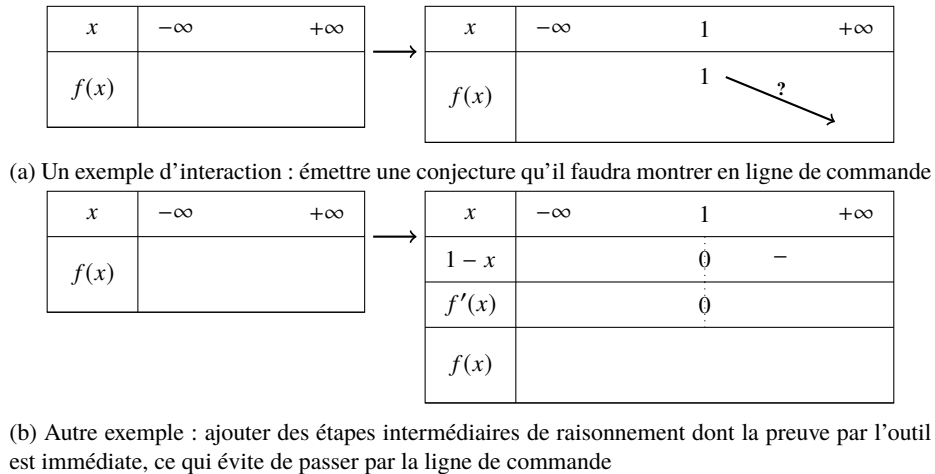 x −∞ +∞ x −∞ 1 +∞
f(x) f(x) 1 ?
(a) Un exemple d'interaction : émettre une conjecture qu'il faudra montrer en ligne de commande
x −∞ +∞ x −∞ 1 +∞
f(x) 1 − x 0 −
f′(x) 0
f(x)
(b) Autre exemple : ajouter des étapes intermédiaires de raisonnement dont la preuve par l'outil
est immédiate, ce qui évite de passer par la ligne de commande